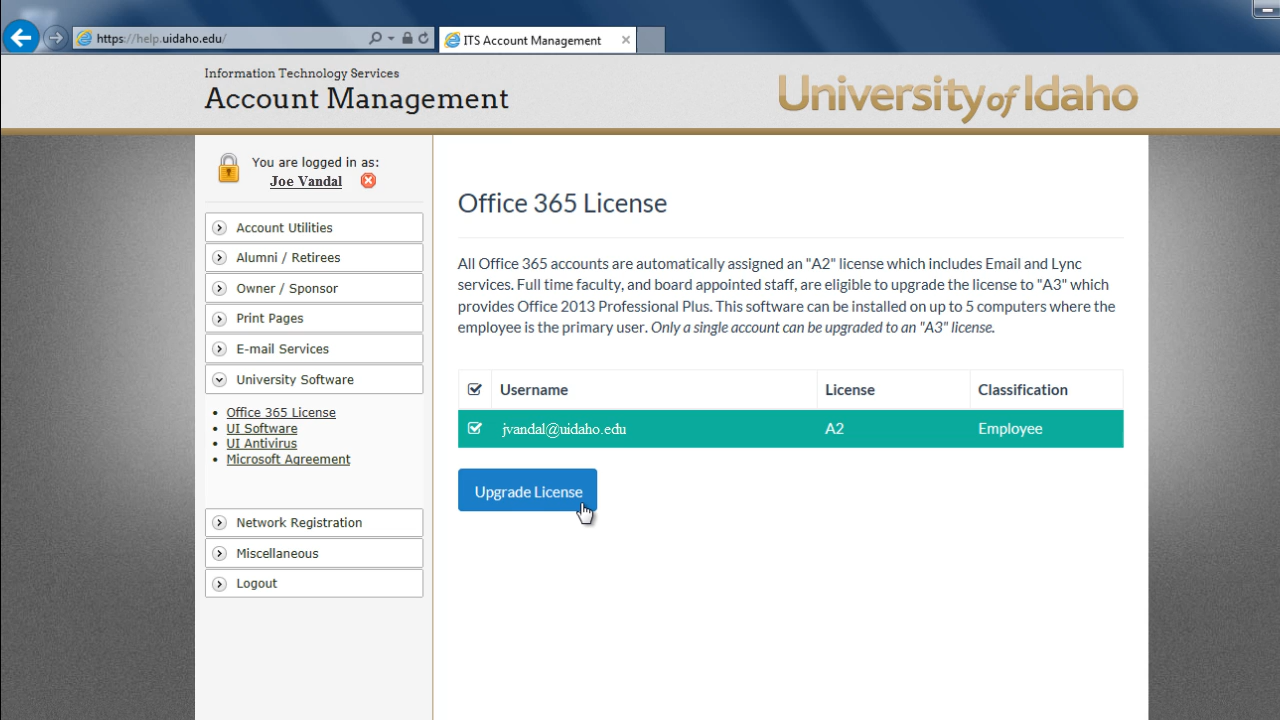 https://help.uidaho.edu/
ITS Account Management
Information Technology Services
Account Management
University of Idaho
You are logged in as:
Joe Vandal
Account Utilities
Alumni / Retirees
Owner / Sponsor
Print Pages
E-mail Services
University Software
Office 365 License
UI Software
UI Antivirus
Microsoft Agreement
Network Registration
Miscellaneous
Logout
Office 365 License
All Office 365 accounts are automatically assigned an "A2" license which includes Email and Lync
services. Full time faculty, and board appointed staff, are eligible to upgrade the license to "A3" which
provides Office 2013 Professional Plus. This software can be installed on up to 5 computers where the
employee is the primary user. Only a single account can be upgraded to an "A3" license.
Username License Classification
jvandal@uidaho.edu A2 Employee
Upgrade License